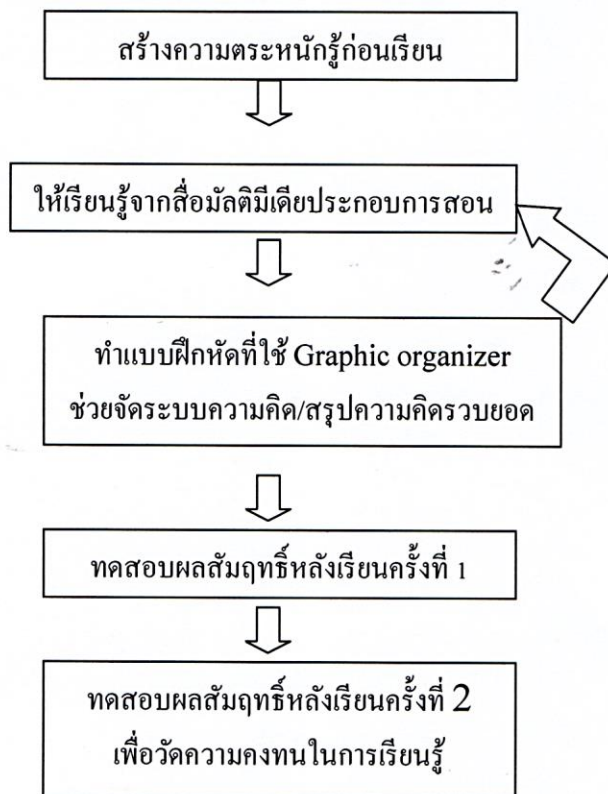 สร้างความตระหนักรู้ก่อนเรียน
ให้เรียนรู้จากสื่อมัลติมีเดียประกอบการสอน
ทำแบบฝึกหัดที่ใช้ Graphic organizer
ช่วยจัดระบบความคิด/สรุปความคิดรวบยอด
ทดสอบผลสัมฤทธิ์หลังเรียนครั้งที่ 1
ทดสอบผลสัมฤทธิ์หลังเรียนครั้งที่ 2
เพื่อวัดความคงทนในการเรียนรู้